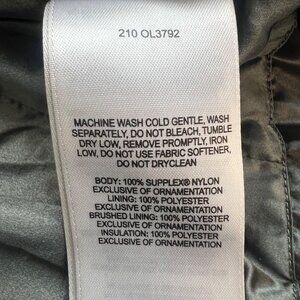 210 OL3792
MACHINE WASH COLD GENTLE, WASH
SEPARATELY, DO NOT BLEACH, TUMBLE
DRY LOW, REMOVE PROMPTLY, IRON
LOW, DO NOT USE FABRIC SOFTENER,
DO NOT DRYCLEAN
BODY: 100% SUPPLEX® NYLON
EXCLUSIVE OF ORNAMENTATION
LINING: 100% POLYESTER
EXCLUSIVE OF ORNAMENTATION
BRUSHED LINING: 100% POLYESTER
EXCLUSIVE OF ORNAMENTATION
INSULATION: 100% POLYESTER
EXCLUSIVE OF ORNAMENTATION